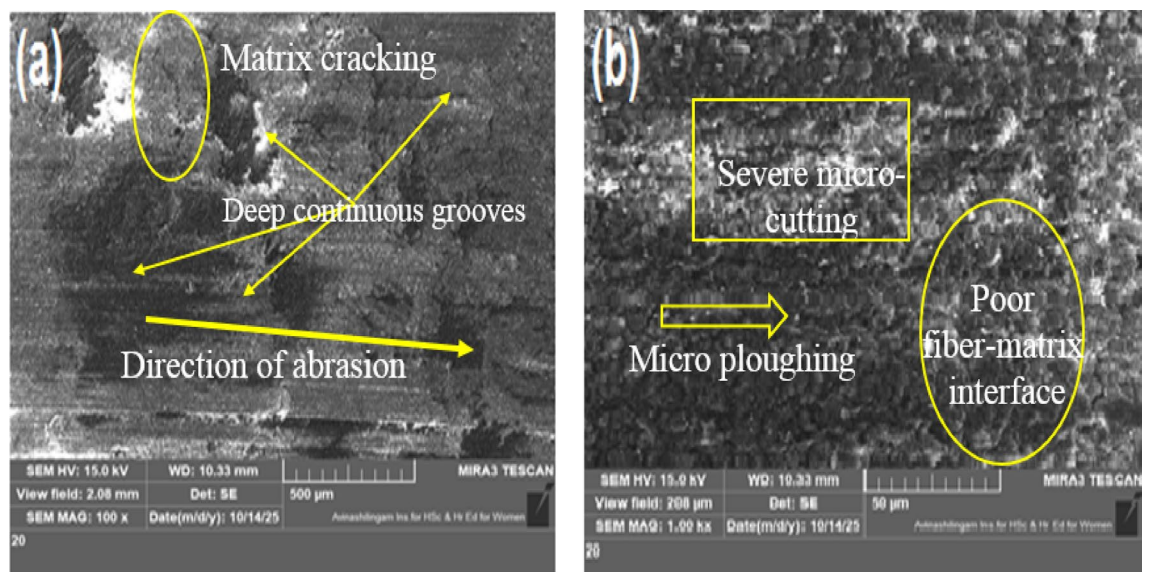 (a)
Matrix cracking
Deep continuous grooves
Direction of abrasion
SEM HV: 15.0 kV
WD: 10.33 mm
MIRA3 TESCAN
View field: 2.08 mm
Det: SE
500 µm
SEM MAG: 100 x
Date(m/d/y): 10/14/25
Avinashilingam Ins for HSc & Hr Ed for Women
20
(b)
Severe micro-
cutting
Poor
fiber-matrix
interface
Micro ploughing
SEM HV: 15.0 kV
WD: 10.33 mm
MIRA3 TESCAN
View field: 208 µm
Det: SE
50 µm
SEM MAG: 1.00 kx
Date(m/d/y): 10/14/25
Avinashilingam Ins for HSc & Hr Ed for Women
20